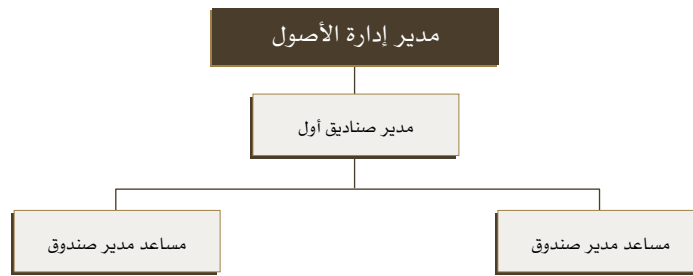 مدير إدارة الأصول
مدير صناديق أول
مساعد مدير صندوق
مساعد مدير صندوق